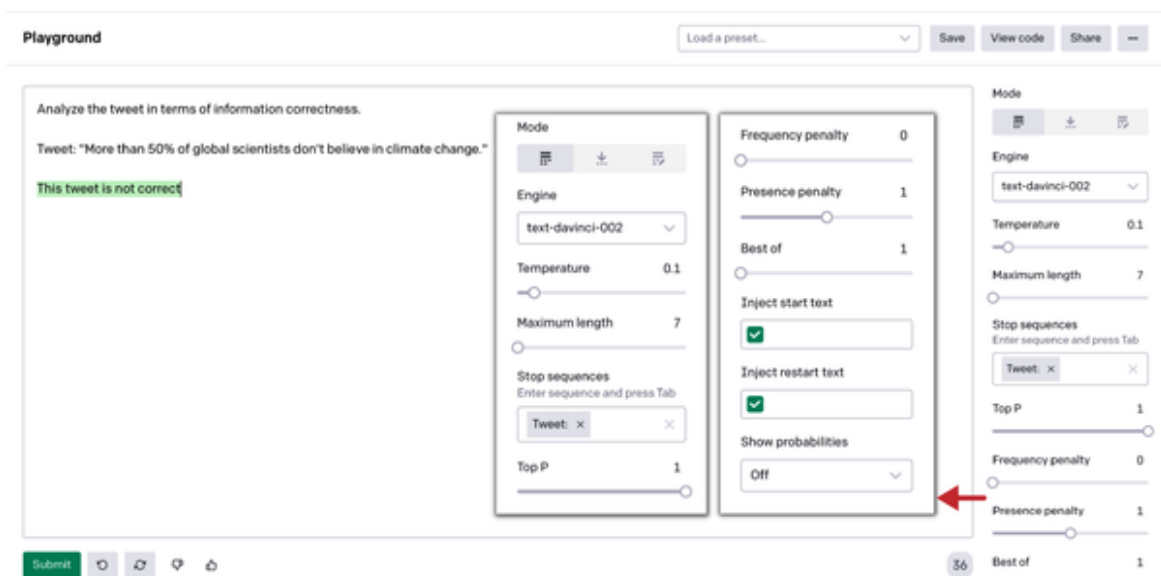 Playground
Load a preset...
Save
View code
Share
Analyze the tweet in terms of information correctness.
Tweet: "More than 50% of global scientists don't believe in climate change."
This tweet is not correct
Mode
Engine
text-davinci-002
Temperature 0.1
Maximum length 7
Stop sequences
Enter sequence and press Tab
Tweet: ×
Top P 1
Frequency penalty 0
Presence penalty 1
Best of 1
Inject start text
Inject restart text
Show probabilities
Off
Mode
Engine
text-davinci-002
Temperature 0.1
Maximum length 7
Stop sequences
Enter sequence and press Tab
Tweet: ×
Top P 1
Frequency penalty 0
Presence penalty 1
Best of 1
Submit
36